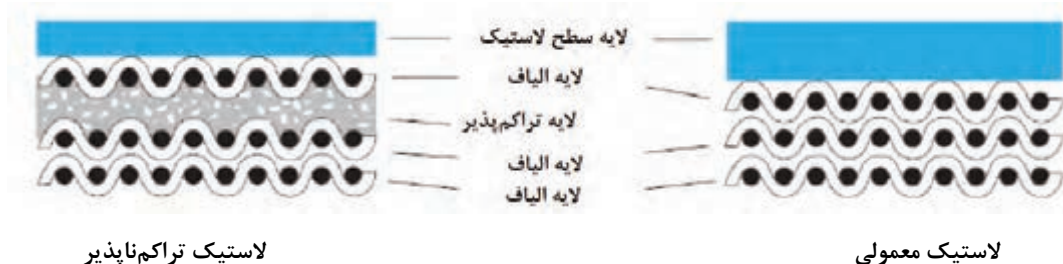 لایه سطح لاستیک
لایه الیاف
لایه تراکم‌پذیر
لایه الیاف
لایه الیاف
لاستیک معمولی
لاستیک تراکم‌ناپذیر